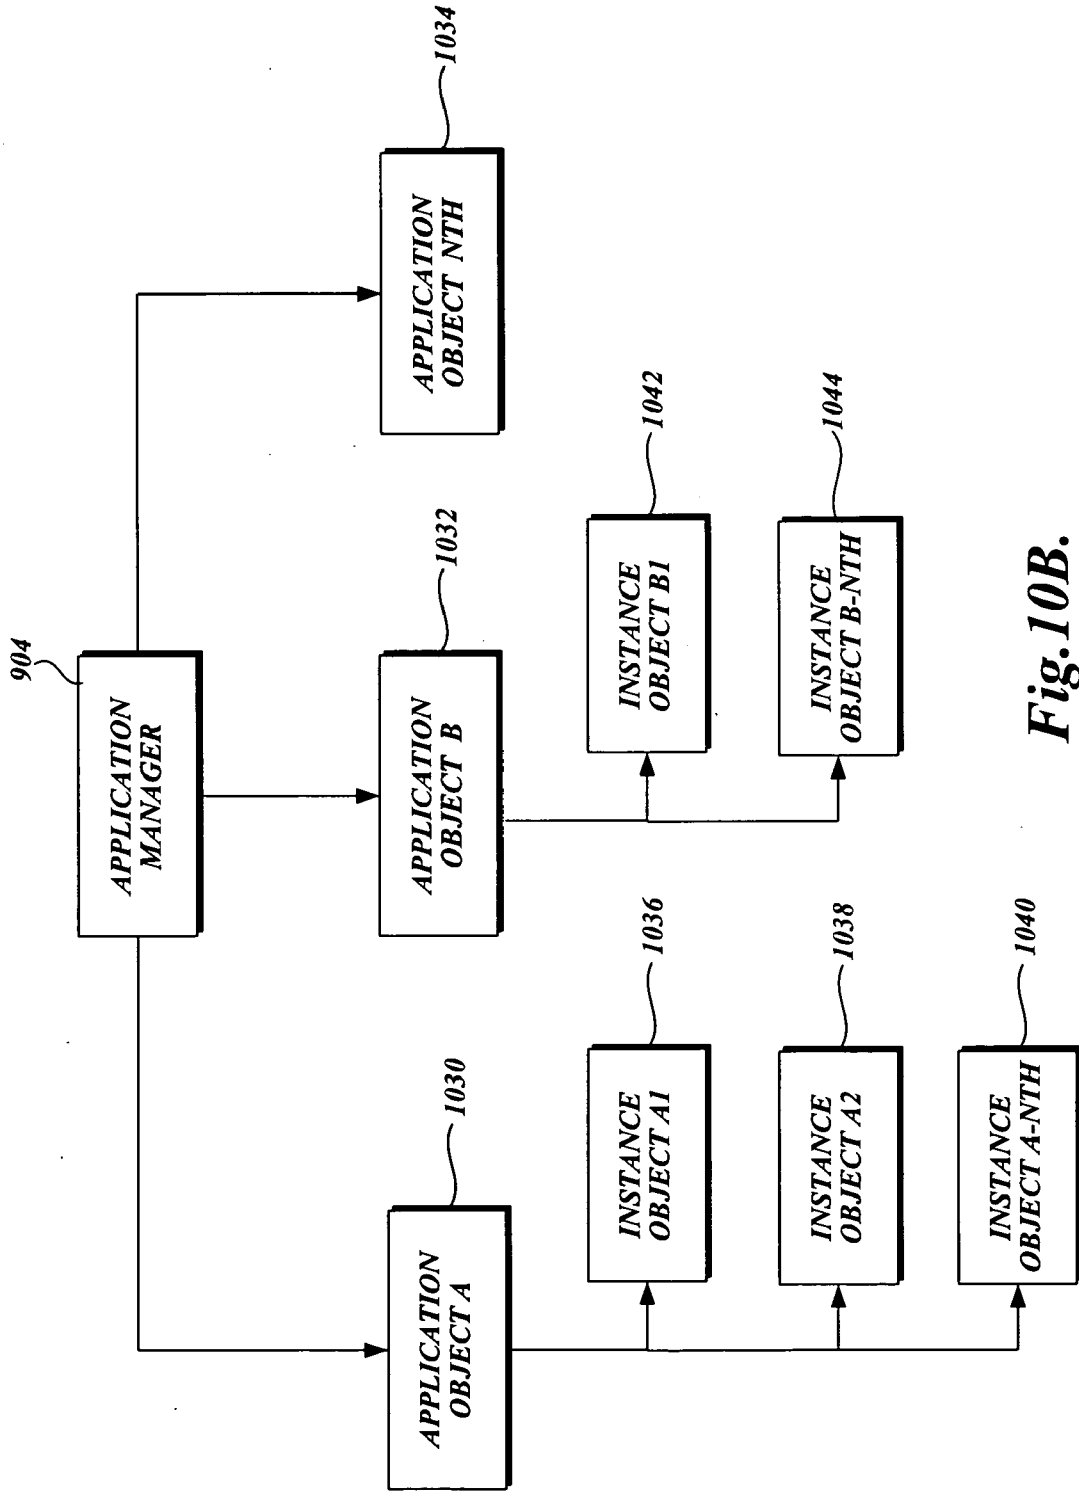 904
APPLICATION
MANAGER
1030
APPLICATION
OBJECT A
1032
APPLICATION
OBJECT B
1034
APPLICATION
OBJECT NTH
1036
INSTANCE
OBJECT A1
1042
INSTANCE
OBJECT B1
1038
INSTANCE
OBJECT A2
1044
INSTANCE
OBJECT B-NTH
1040
INSTANCE
OBJECT A-NTH
Fig.10B.